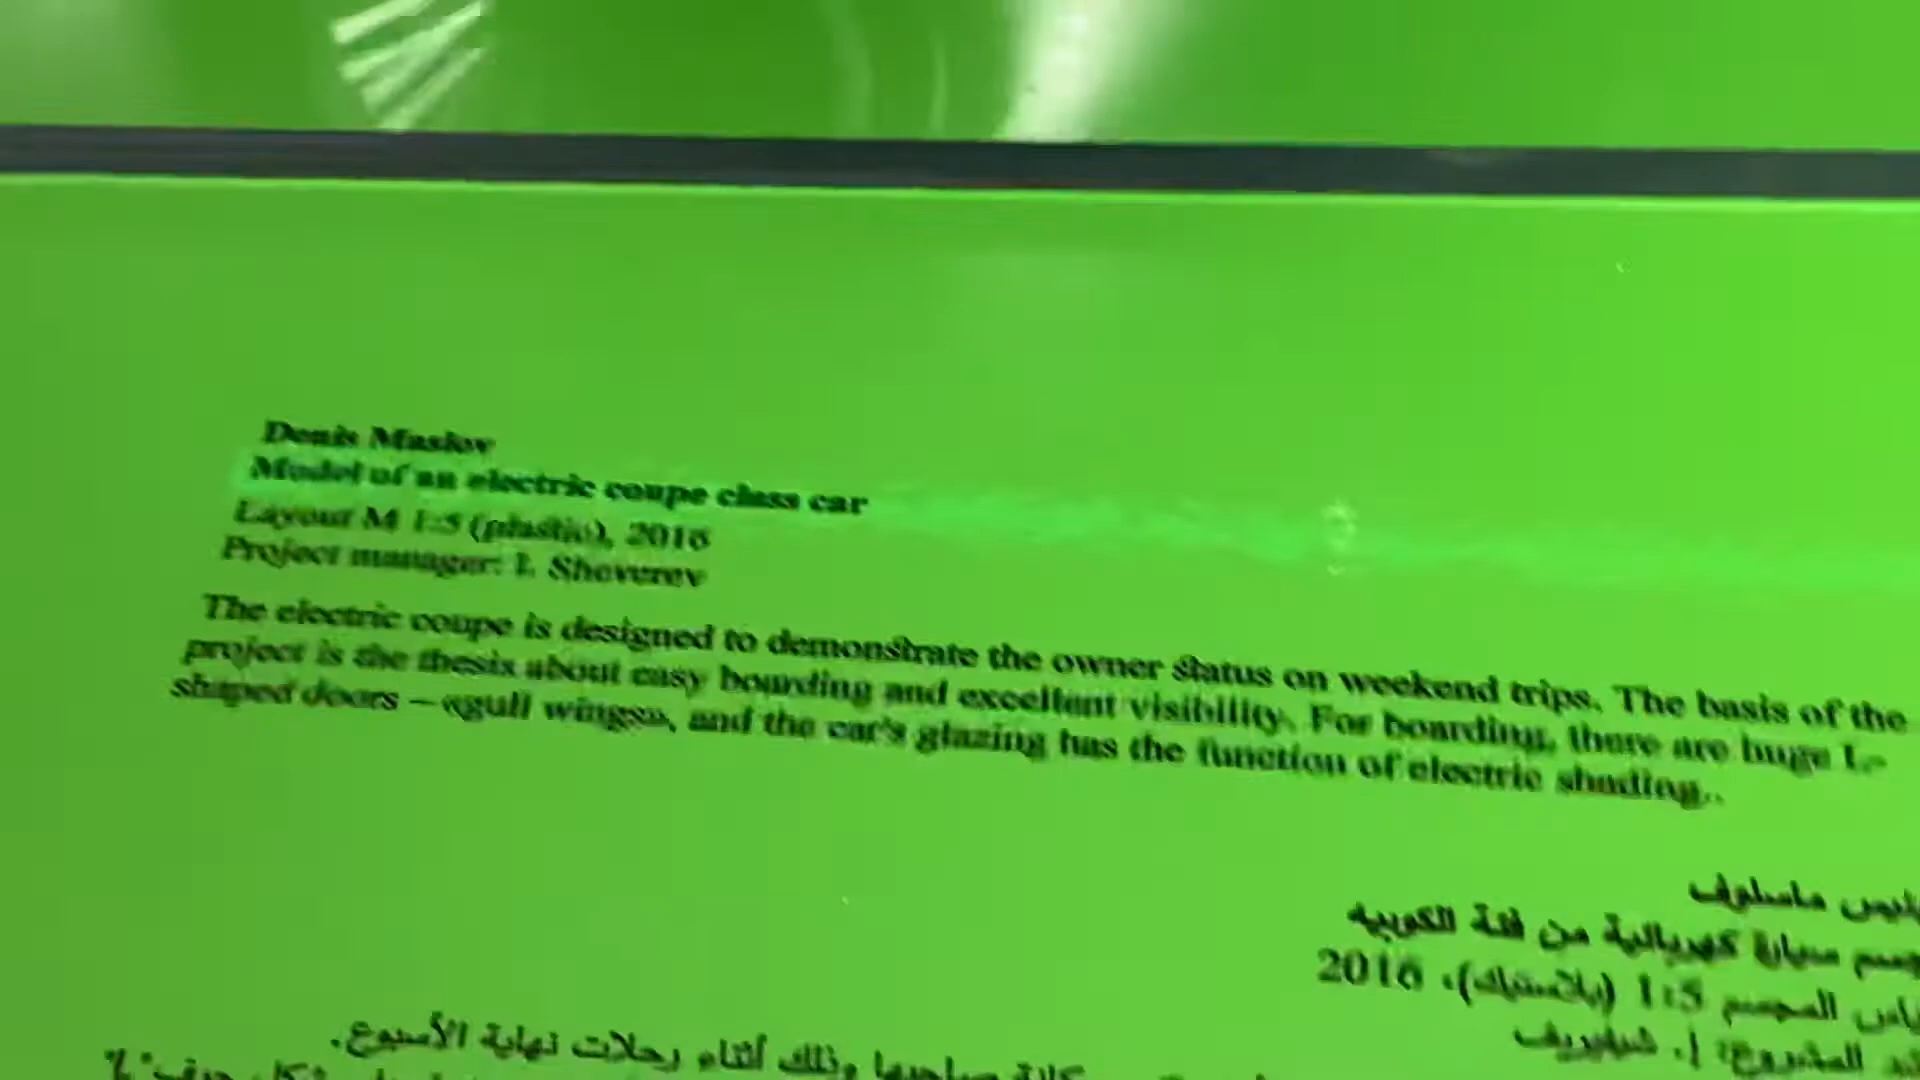 Denis Maslov
Model of an electric coupe class car
Layout M 1:5 (plastic), 2016
Project manager: I. Sheverev
The electric coupe is designed to demonstrate the owner status on weekend trips. The basis of the
project is the thesis about easy boarding and excellent visibility. For boarding, there are huge L-
shaped doors – «gull wings», and the car's glazing has the function of electric shading..
ماسلوف
سيارة كهربائية من فئة الكوبيه
المجسم 1:5 (بلاستيك)، 2016
المشروع: إ. شيفيريف
صاحبها وذلك أثناء رحلات نهاية الأسبوع.